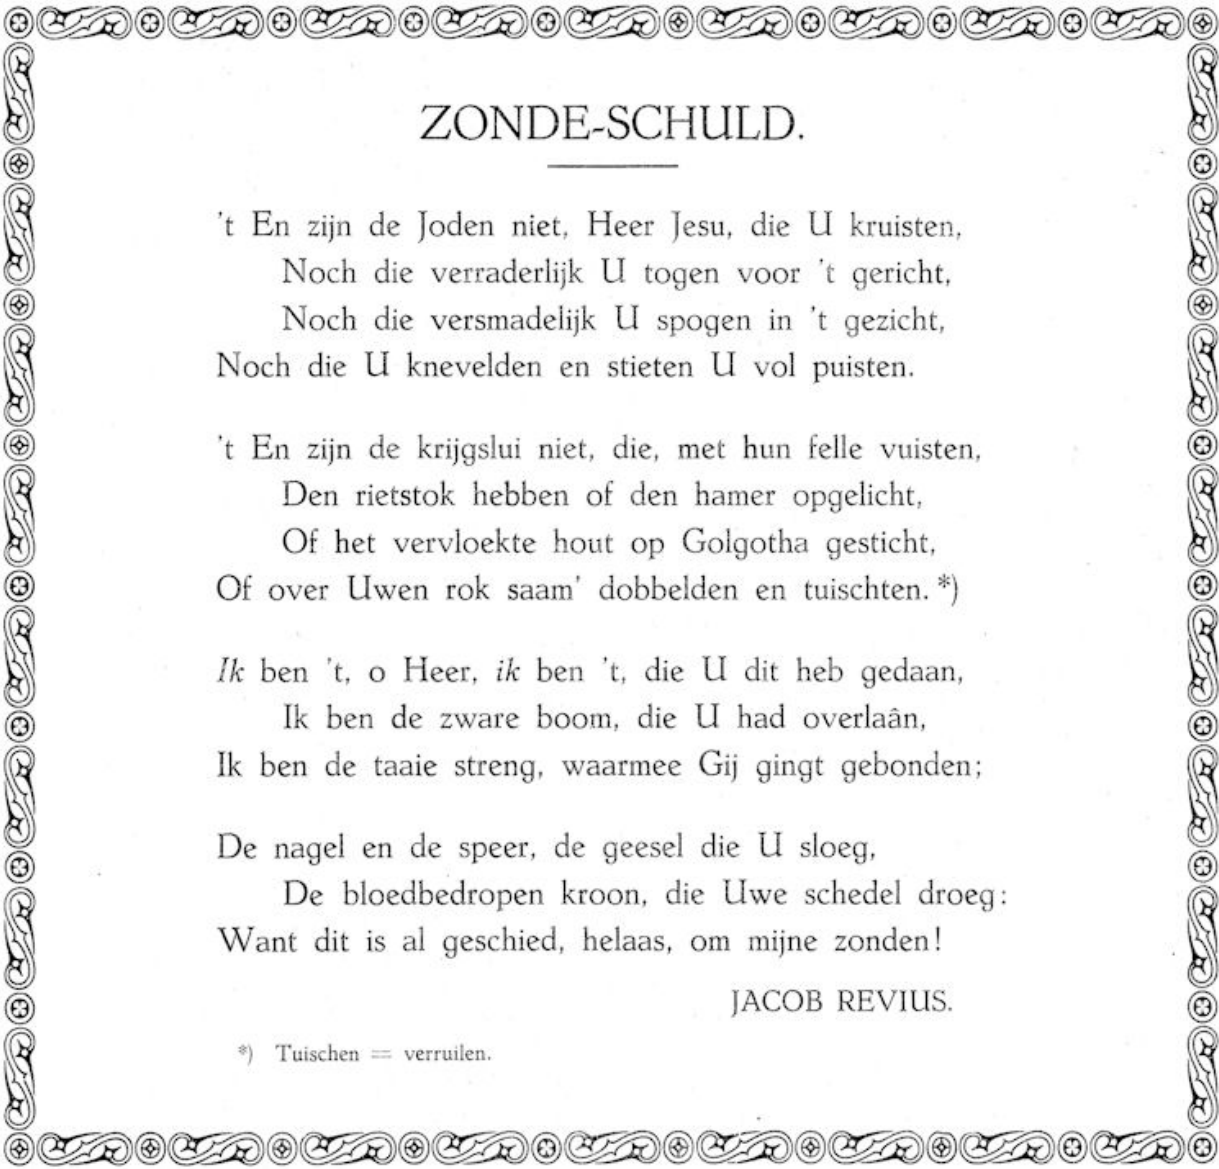 ZONDE-SCHULD.
't En zijn de Joden niet, Heer Jesu, die U kruisten,
Noch die verraderlijk U togen voor 't gericht,
Noch die versmadelijk U spogen in 't gezicht,
Noch die U knevelden en stieten U vol puisten.
't En zijn de krijgslui niet, die, met hun felle vuisten,
Den rietstok hebben of den hamer opgelicht,
Of het vervloekte hout op Golgotha gesticht,
Of over Uwen rok saam' dobbelden en tuischten. *)
Ik ben 't, o Heer, ik ben 't, die U dit heb gedaan,
Ik ben de zware boom, die U had overlaân,
Ik ben de taaie streng, waarmee Gij gingt gebonden;
De nagel en de speer, de geesel die U sloeg,
De bloedbedropen kroon, die Uwe schedel droeg:
Want dit is al geschied, helaas, om mijne zonden!
JACOB REVIUS.
*) Tuischen = verruilen.